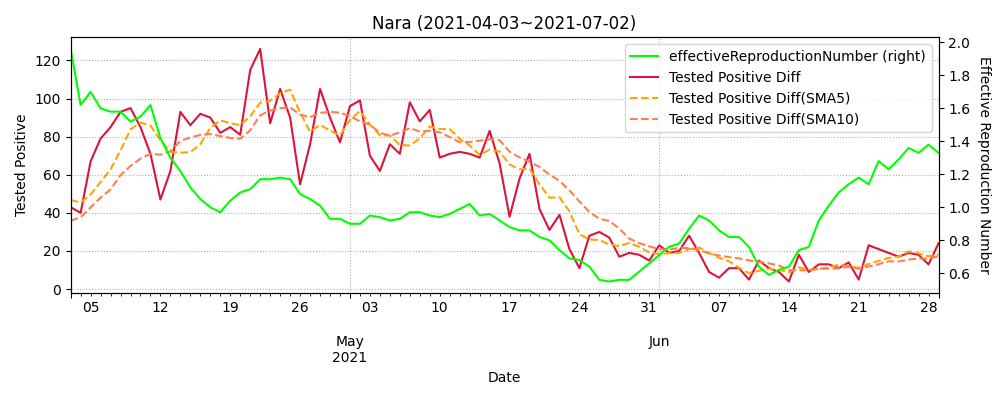 Nara (2021-04-03~2021-07-02)
effectiveReproductionNumber (right)
Tested Positive Diff
Tested Positive Diff(SMA5)
Tested Positive Diff(SMA10)
Tested Positive
120
100
80
60
40
20
0
2.0
1.8
1.6
1.4
1.2
1.0
0.8
0.6
Effective Reproduction Number
05 12 19 26 03 10 17 24 31 07 14 21 28
May Jun
2021
Date